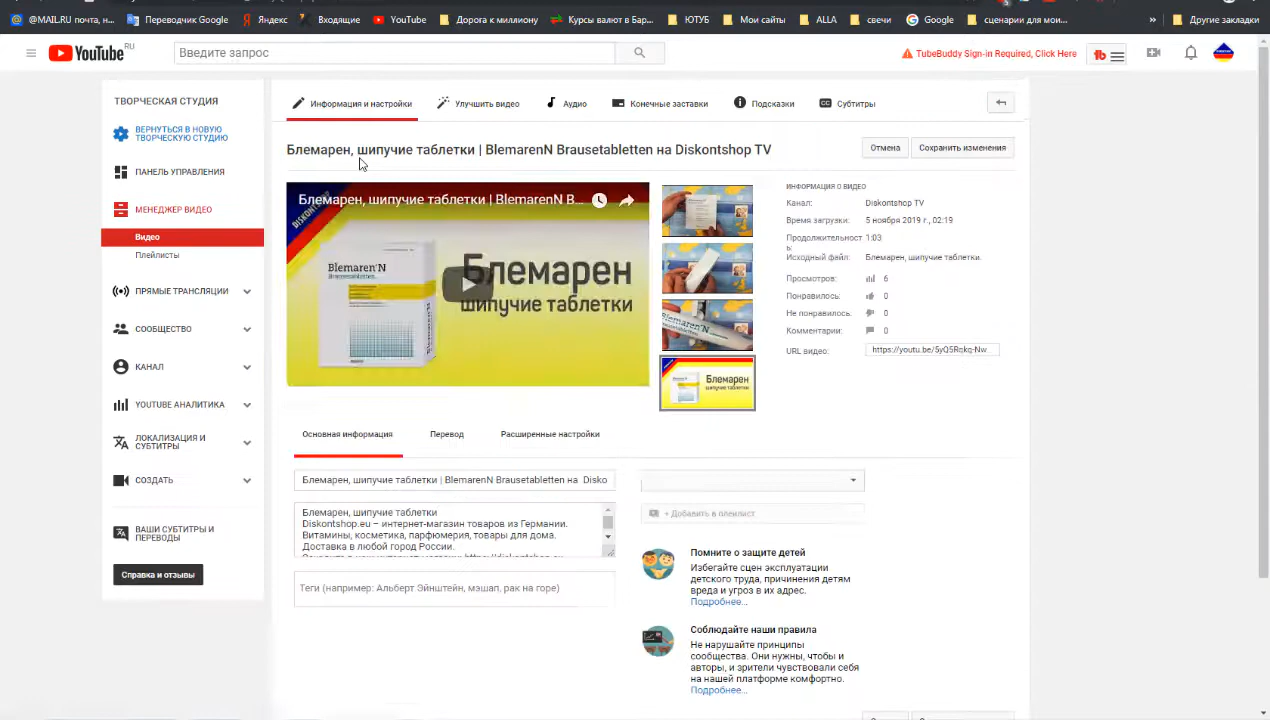 @MAIL.RU почта, н...
Переводчик Google
Яндекс
Входящие
YouTube
Дорога к миллиону
Курсы валют в Бар...
ЮТУБ
Мои сайты
ALLA
свечи
Google
сценарии для мои...
»
Другие закладки
YouTube RU
Введите запрос
TubeBuddy Sign-in Required, Click Here
tb
ТВОРЧЕСКАЯ СТУДИЯ
ВЕРНУТЬСЯ В НОВУЮ
ТВОРЧЕСКУЮ СТУДИЮ
ПАНЕЛЬ УПРАВЛЕНИЯ
МЕНЕДЖЕР ВИДЕО
Видео
Плейлисты
ПРЯМЫЕ ТРАНСЛЯЦИИ
СООБЩЕСТВО
КАНАЛ
YOUTUBE АНАЛИТИКА
ЛОКАЛИЗАЦИЯ И
СУБТИТРЫ
СОЗДАТЬ
ВАШИ СУБТИТРЫ И
ПЕРЕВОДЫ
Справка и отзывы
Информация и настройки
Улучшить видео
Аудио
Конечные заставки
Подсказки
CC Субтитры
Блемарен, шипучие таблетки | BlemarenN Brausetabletten на Diskontshop TV
Отмена
Сохранить изменения
Блемарен, шипучие таблетки | BlemarenN B...
Blemaren®N
Блемарен
шипучие таблетки
BlemarenN
Блемарен
шипучие таблетки
ИНФОРМАЦИЯ О ВИДЕО
Канал: Diskontshop TV
Время загрузки: 5 ноября 2019 г., 02:19
Продолжительност
ь: 1:03
Исходный файл: Блемарен, шипучие таблетки.
Просмотров: 6
Понравилось: 0
Не понравилось: 0
Комментарии: 0
URL видео: https://youtu.be/5yQ5Rqkq-Nw
Основная информация
Перевод
Расширенные настройки
Блемарен, шипучие таблетки | BlemarenN Brausetabletten на Disko
Блемарен, шипучие таблетки
Diskontshop.eu – интернет-магазин товаров из Германии.
Витамины, косметика, парфюмерия, товары для дома.
Доставка в любой город России.
Теги (например: Альберт Эйнштейн, мэшап, рак на горе)
+ Добавить в плейлист
Помните о защите детей
Избегайте сцен эксплуатации
детского труда, причинения детям
вреда и угроз в их адрес.
Подробнее...
Соблюдайте наши правила
Не нарушайте принципы
сообщества. Они нужны, чтобы и
авторы, и зрители чувствовали себя
на нашей платформе комфортно.
Подробнее...